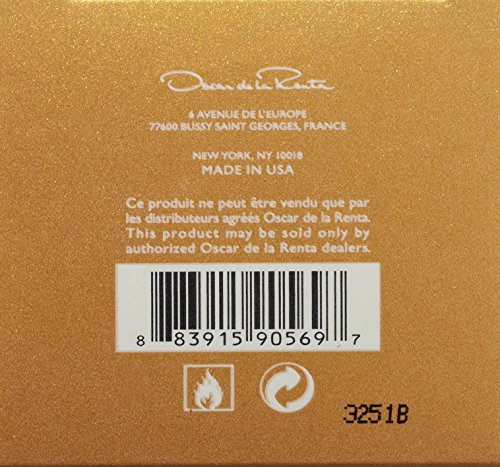 Oscar de la Renta
6 AVENUE DE L'EUROPE
77600 BUSSY SAINT GEORGES, FRANCE
NEW YORK, NY 10018
MADE IN USA
Ce produit ne peut être vendu que par
les distributeurs agréés Oscar de la Renta.
This product may be sold only by
authorized Oscar de la Renta dealers.
8 83915 90569 7
3251B